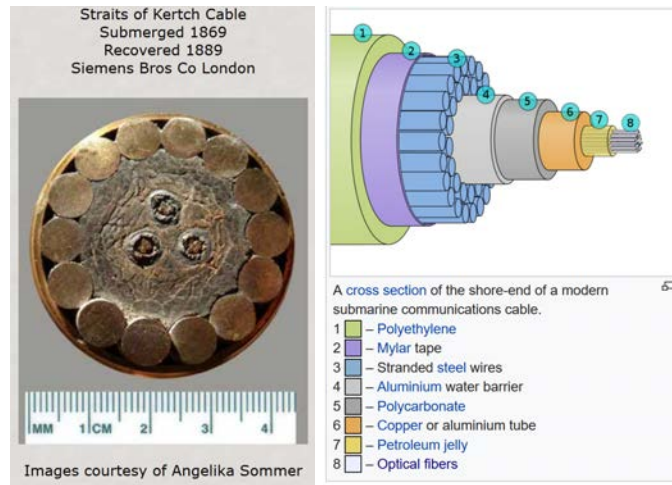 Straits of Kertch Cable
Submerged 1869
Recovered 1889
Siemens Bros Co London
MM 1 CM 2 3 4
Images courtesy of Angelika Sommer
1
2
3
4
5
6
7
8
A cross section of the shore-end of a modern
submarine communications cable.
1 – Polyethylene
2 – Mylar tape
3 – Stranded steel wires
4 – Aluminium water barrier
5 – Polycarbonate
6 – Copper or aluminium tube
7 – Petroleum jelly
8 – Optical fibers